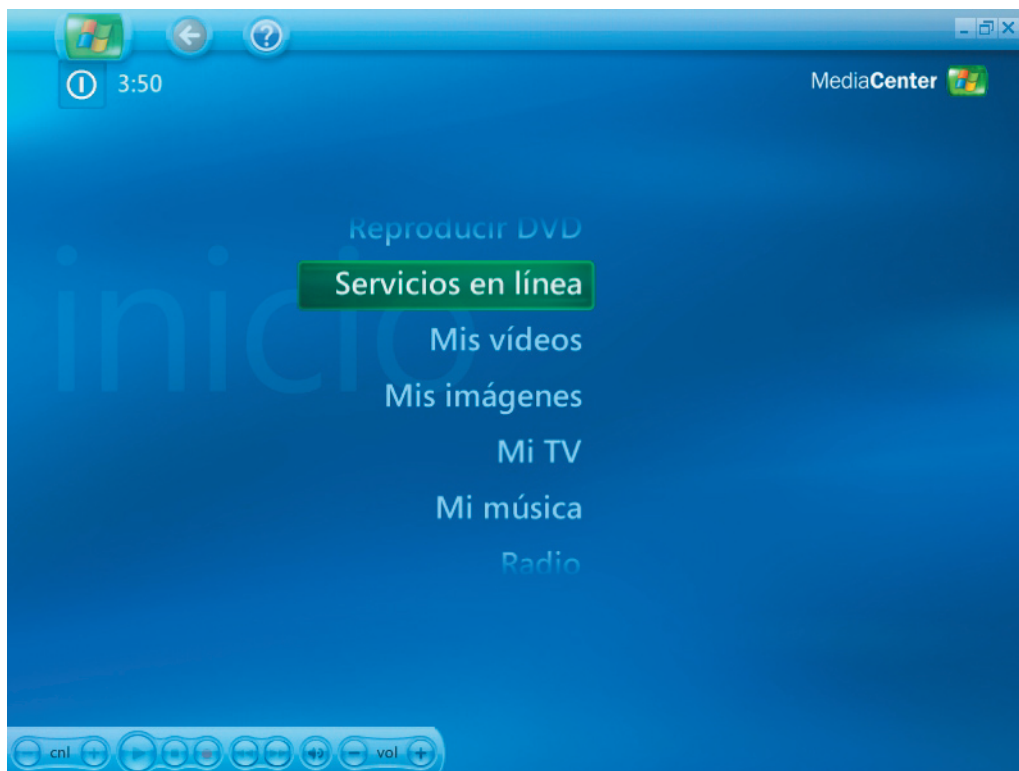 3:50
MediaCenter
inicio
Reproducir DVD
Servicios en línea
Mis vídeos
Mis imágenes
Mi TV
Mi música
Radio
cnl vol